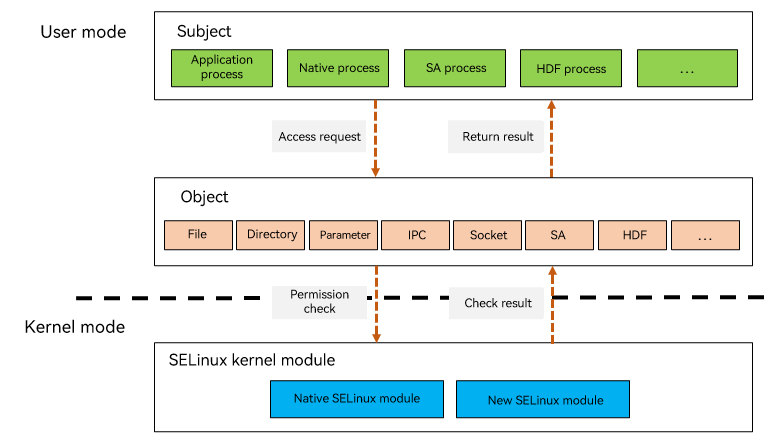 User mode
Subject
Application
process
Native process
SA process
HDF process
...
Access request
Return result
Object
File
Directory
Parameter
IPC
Socket
SA
HDF
...
Permission
check
Check result
Kernel mode
SELinux kernel module
Native SELinux module
New SELinux module